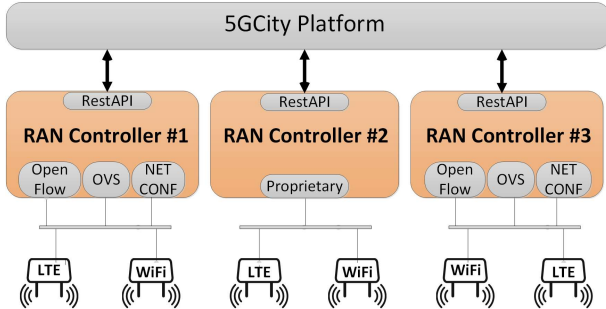 5GCity Platform
RestAPI
RestAPI
RestAPI
RAN Controller #1
RAN Controller #2
RAN Controller #3
Open
Flow
OVS
NET
CONF
Proprietary
Open
Flow
OVS
NET
CONF
LTE
WiFi
LTE
WiFi
WiFi
LTE